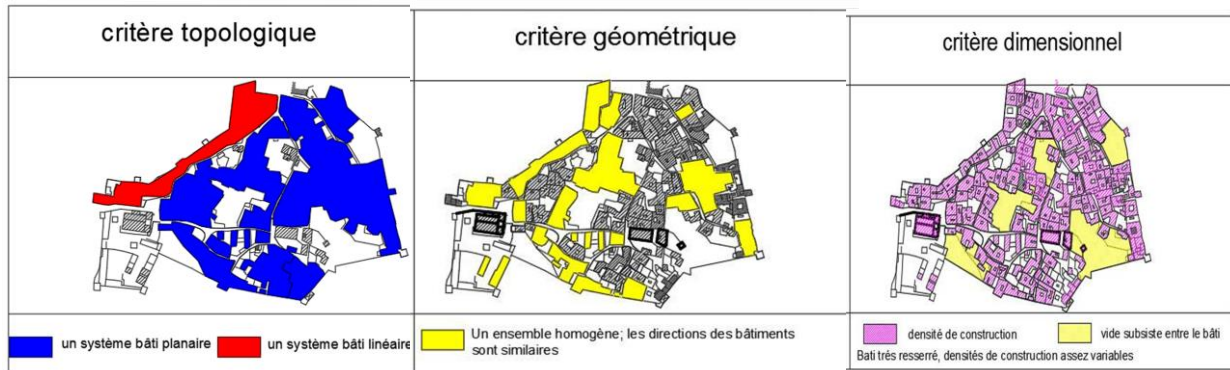 critère topologique
un système bâti planaire
un système bâti linéaire
critère géométrique
Un ensemble homogène; les directions des bâtiments
sont similaires
critère dimensionnel
densité de construction
vide subsiste entre le bâti
Bati trés resserré, densités de construction assez variables